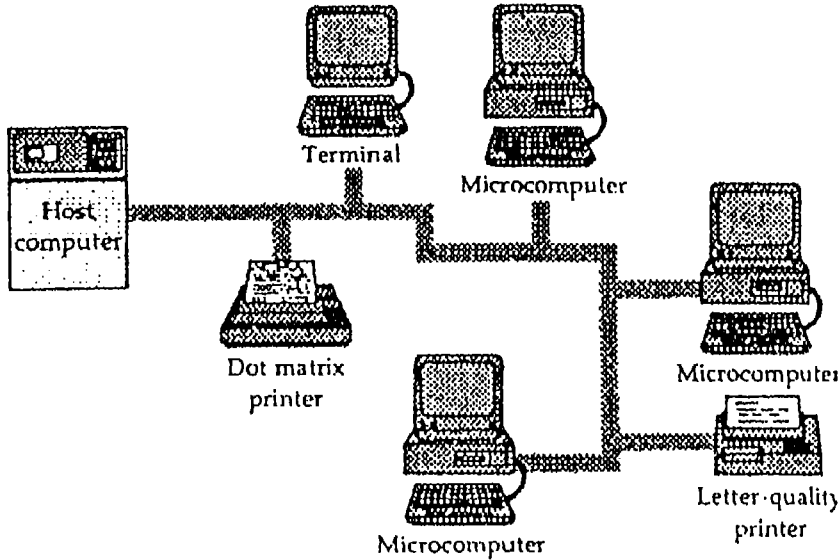 Terminal
Microcomputer
Host
computer
Dot matrix
printer
Microcomputer
Letter-quality
printer
Microcomputer